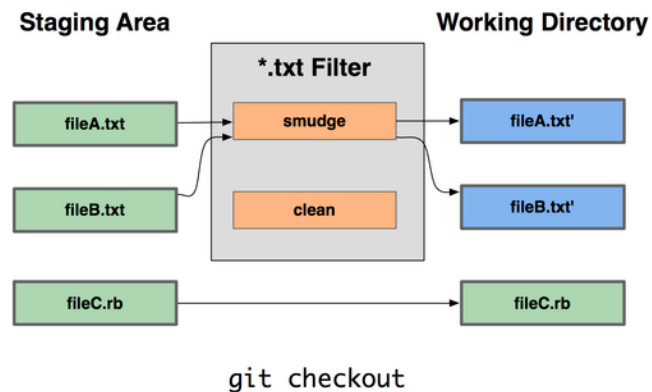 Staging Area
Working Directory
*.txt Filter
fileA.txt
smudge
fileA.txt'
fileB.txt
clean
fileB.txt'
fileC.rb
fileC.rb
git checkout